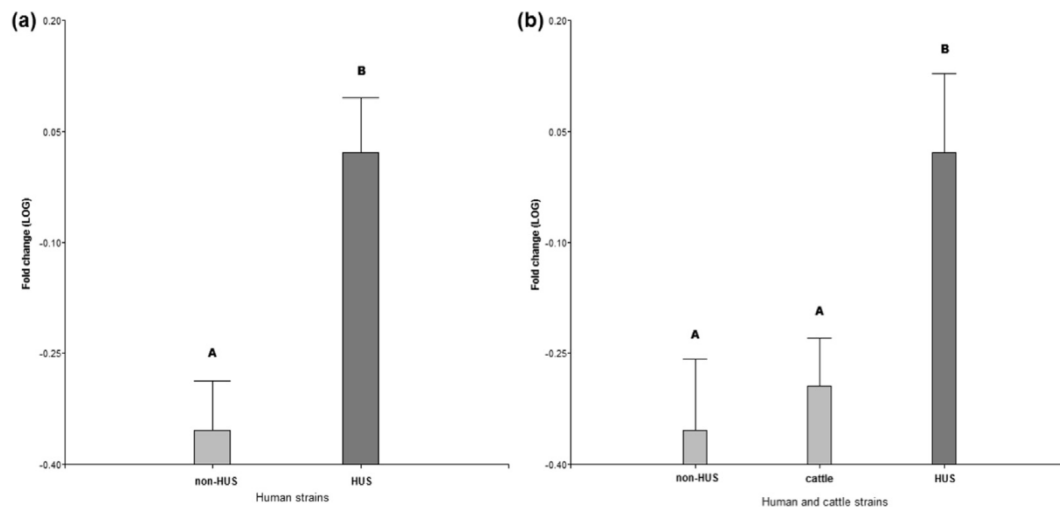 (a)
0.20
0.05
-0.10
-0.25
-0.40
Fold change (LOG)
A
B
non-HUS HUS
Human strains
(b)
0.20
0.05
-0.10
-0.25
-0.40
Fold change (LOG)
A
A
B
non-HUS cattle HUS
Human and cattle strains